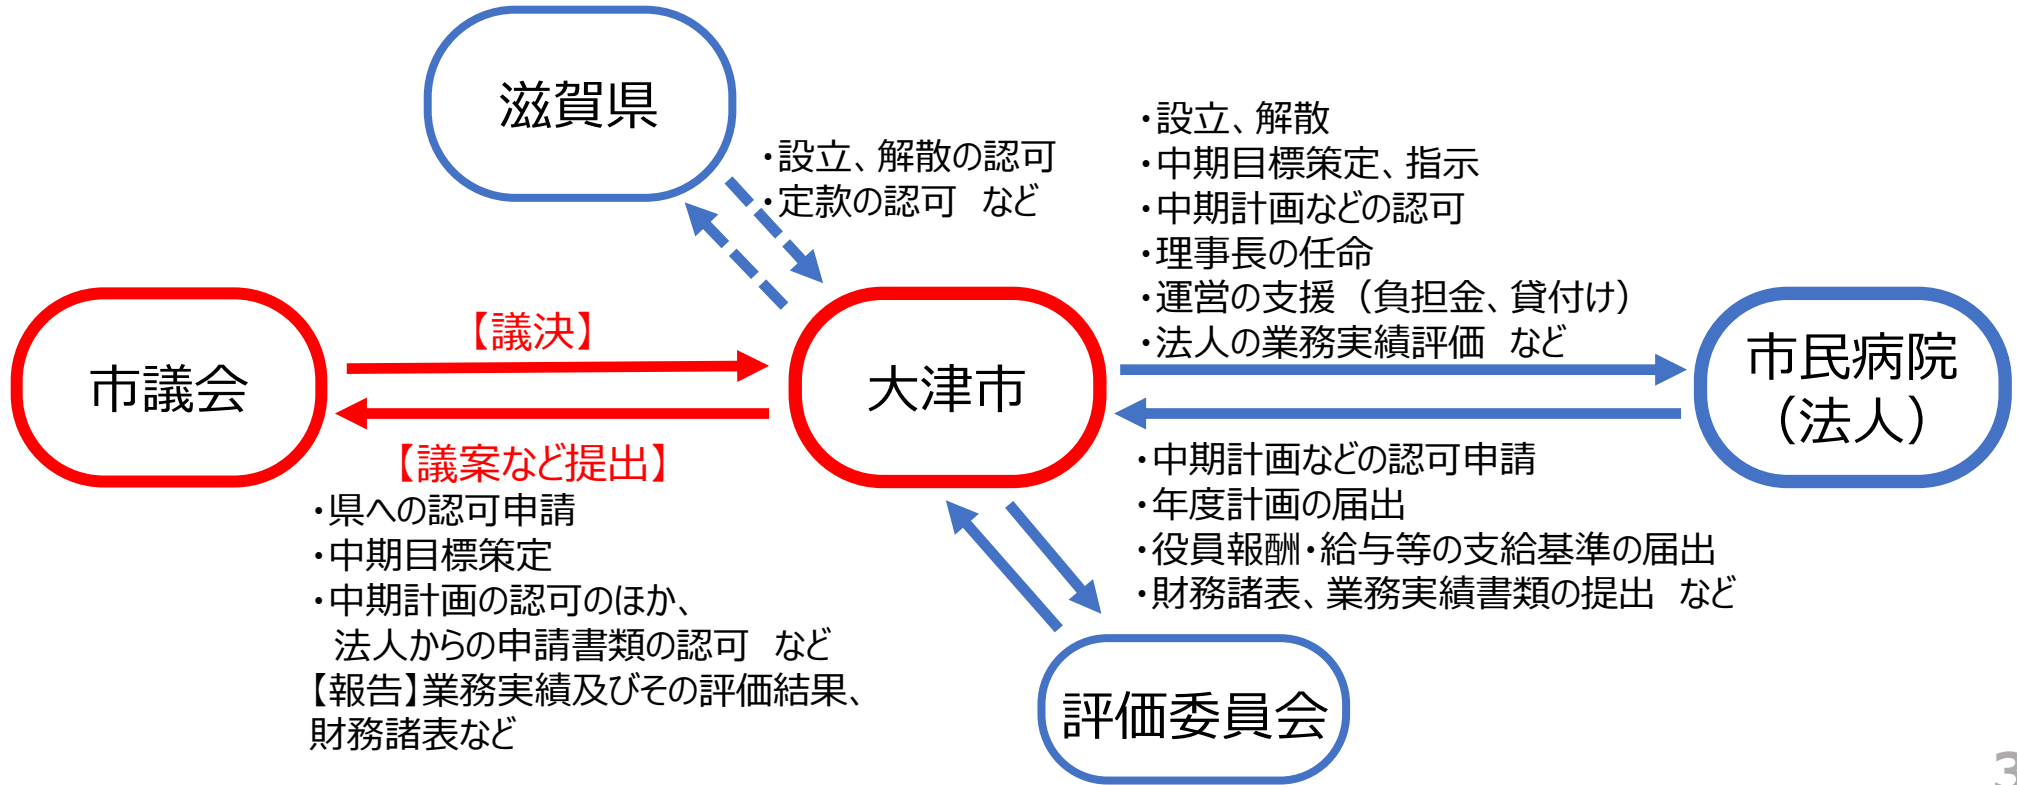 滋賀県
・設立、解散の認可
・定款の認可　など
・設立、解散
・中期目標策定、指示
・中期計画などの認可
・理事長の任命
・運営の支援（負担金、貸付け）
・法人の業務実績評価　など
市議会
【議決】
大津市
市民病院
（法人）
【議案など提出】
・県への認可申請
・中期目標策定
・中期計画の認可のほか、
法人からの申請書類の認可　など
【報告】業務実績及びその評価結果、
財務諸表など
・中期計画などの認可申請
・年度計画の届出
・役員報酬・給与等の支給基準の届出
・財務諸表、業務実績書類の提出　など
評価委員会
3